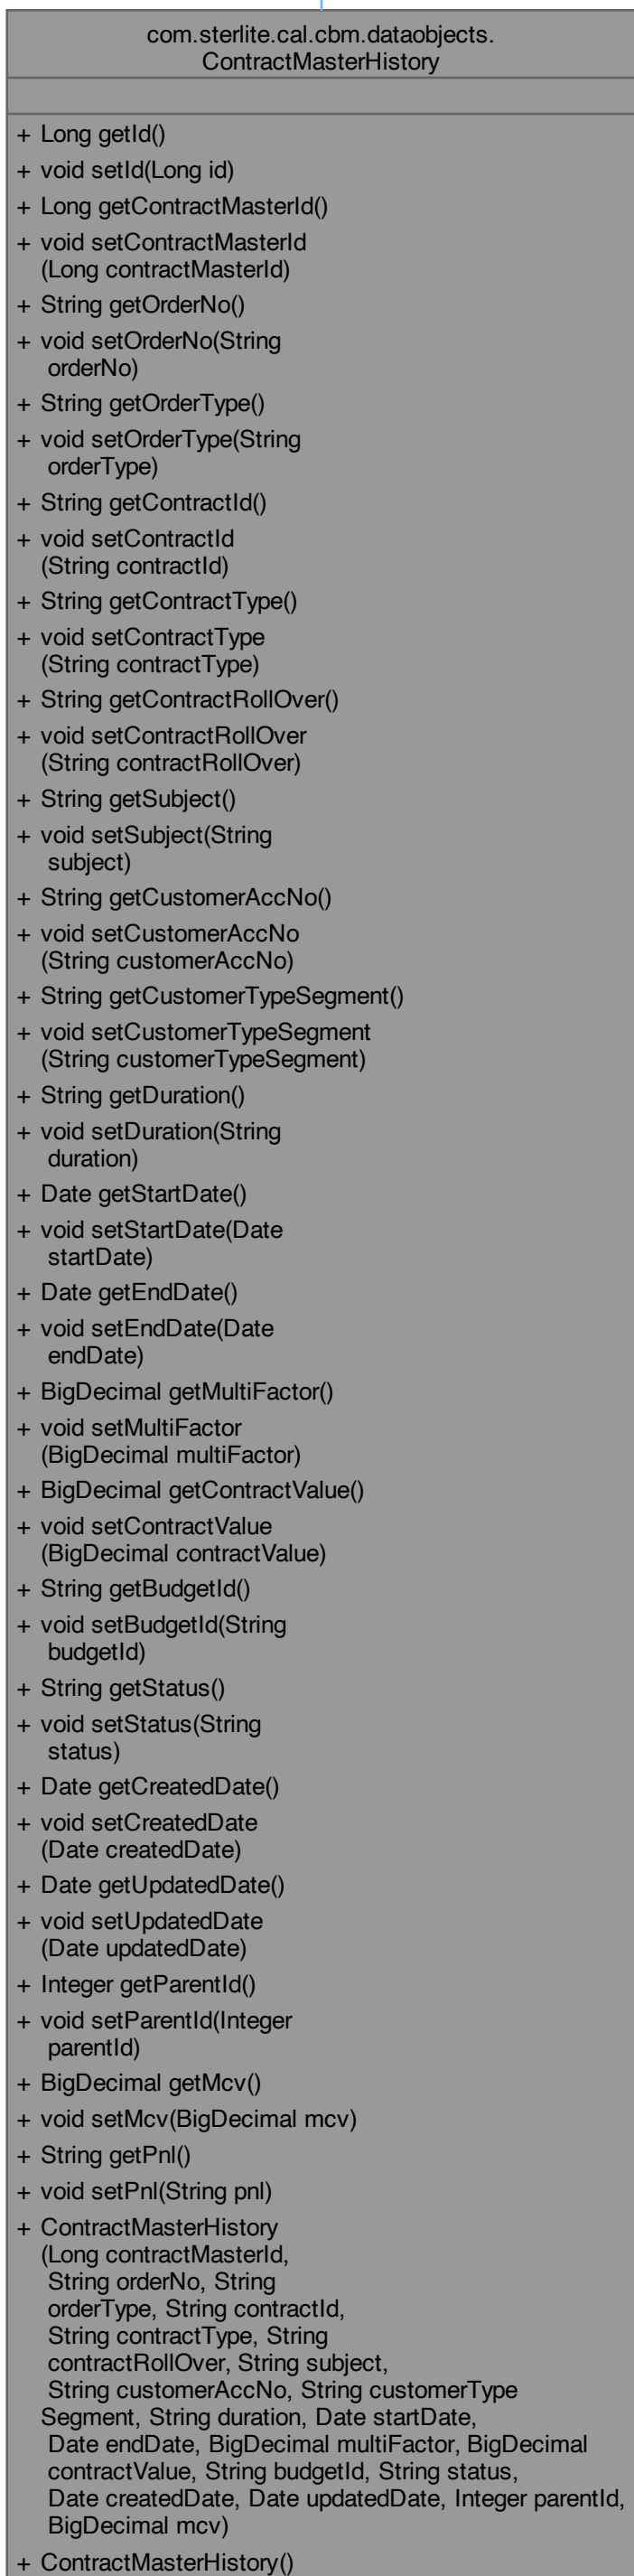 com.sterlite.cal.cbm.dataobjects.
ContractMasterHistory
+ Long getId()
+ void setId(Long id)
+ Long getContractMasterId()
+ void setContractMasterId
(Long contractMasterId)
+ String getOrderNo()
+ void setOrderNo(String
orderNo)
+ String getOrderType()
+ void setOrderType(String
orderType)
+ String getContractId()
+ void setContractId
(String contractId)
+ String getContractType()
+ void setContractType
(String contractType)
+ String getContractRollOver()
+ void setContractRollOver
(String contractRollOver)
+ String getSubject()
+ void setSubject(String
subject)
+ String getCustomerAccNo()
+ void setCustomerAccNo
(String customerAccNo)
+ String getCustomerTypeSegment()
+ void setCustomerTypeSegment
(String customerTypeSegment)
+ String getDuration()
+ void setDuration(String
duration)
+ Date getStartDate()
+ void setStartDate(Date
startDate)
+ Date getEndDate()
+ void setEndDate(Date
endDate)
+ BigDecimal getMultiFactor()
+ void setMultiFactor
(BigDecimal multiFactor)
+ BigDecimal getContractValue()
+ void setContractValue
(BigDecimal contractValue)
+ String getBudgetId()
+ void setBudgetId(String
budgetId)
+ String getStatus()
+ void setStatus(String
status)
+ Date getCreatedDate()
+ void setCreatedDate
(Date createdDate)
+ Date getUpdatedDate()
+ void setUpdatedDate
(Date updatedDate)
+ Integer getParentId()
+ void setParentId(Integer
parentId)
+ BigDecimal getMcv()
+ void setMcv(BigDecimal mcv)
+ String getPnl()
+ void setPnl(String pnl)
+ ContractMasterHistory
(Long contractMasterId,
String orderNo, String
orderType, String contractId,
String contractType, String
contractRollOver, String subject,
String customerAccNo, String customerType
Segment, String duration, Date startDate,
Date endDate, BigDecimal multiFactor, BigDecimal
contractValue, String budgetId, String status,
Date createdDate, Date updatedDate, Integer parentId,
BigDecimal mcv)
+ ContractMasterHistory()